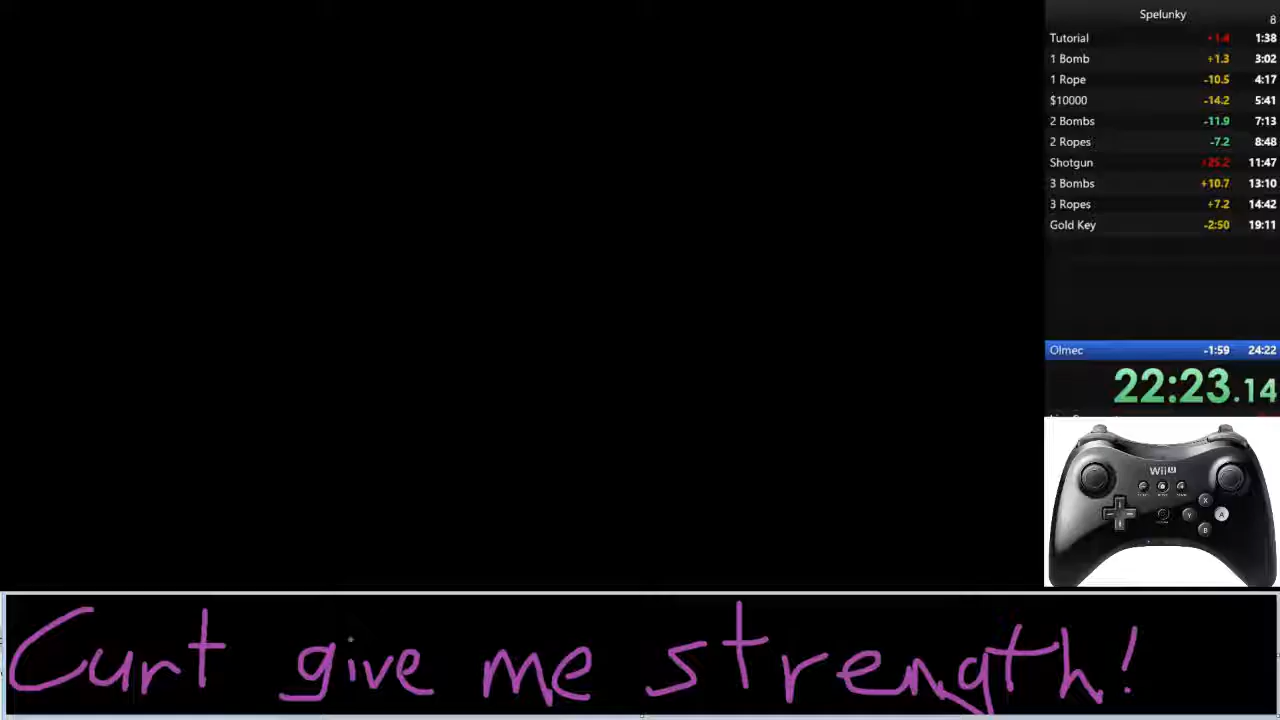 Spelunky
8
Tutorial +1.4 1:38
1 Bomb +1.3 3:02
1 Rope -10.5 4:17
$10000 -14.2 5:41
2 Bombs -11.9 7:13
2 Ropes -7.2 8:48
Shotgun +25.2 11:47
3 Bombs +10.7 13:10
3 Ropes +7.2 14:42
Gold Key -2:50 19:11
Olmec -1:59 24:22
22:23.14
Wii U
X
Y A
B
Curt give me strength!